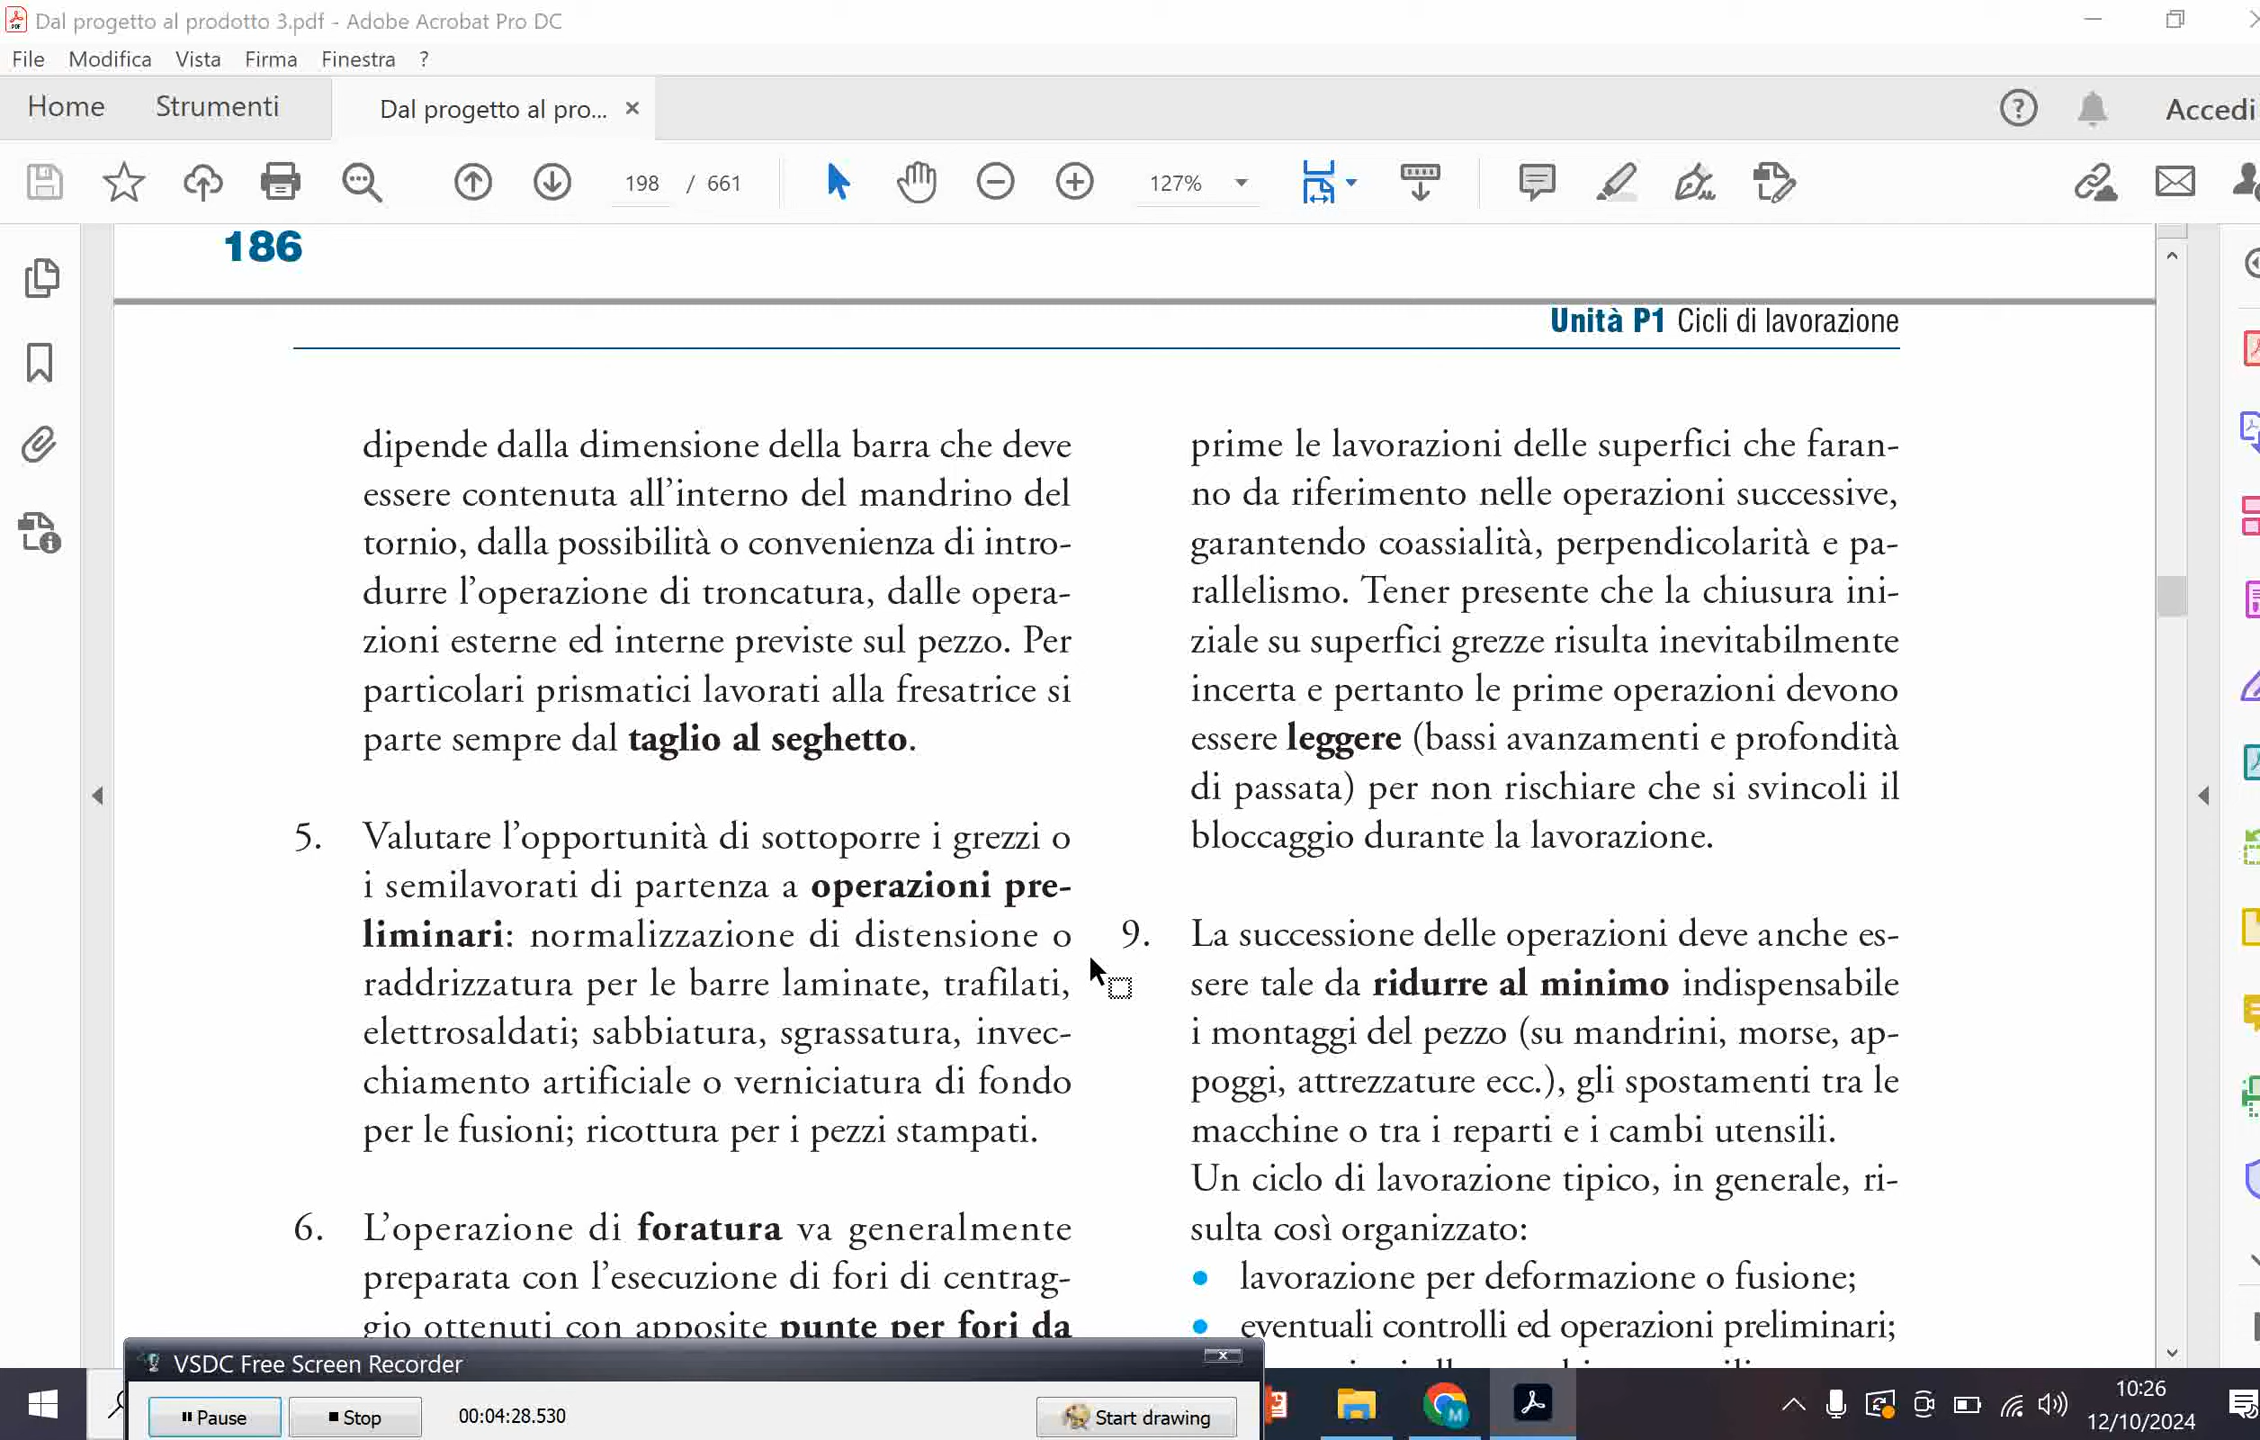 Dal progetto al prodotto 3.pdf - Adobe Acrobat Pro DC
File Modifica Vista Firma Finestra ?
Home Strumenti Dal progetto al pro... Accedi
198 / 661 127%
186
Unità P1 Cicli di lavorazione
dipende dalla dimensione della barra che deve
essere contenuta all'interno del mandrino del
tornio, dalla possibilità o convenienza di intro-
durre l'operazione di troncatura, dalle opera-
zioni esterne ed interne previste sul pezzo. Per
particolari prismatici lavorati alla fresatrice si
parte sempre dal taglio al seghetto.
5. Valutare l'opportunità di sottoporre i grezzi o
i semilavorati di partenza a operazioni pre-
liminari: normalizzazione di distensione o
raddrizzatura per le barre laminate, trafilati,
elettrosaldati; sabbiatura, sgrassatura, invec-
chiamento artificiale o verniciatura di fondo
per le fusioni; ricottura per i pezzi stampati.
6. L'operazione di foratura va generalmente
preparata con l'esecuzione di fori di centrag-
gio ottenuti con apposite punte per fori da
prime le lavorazioni delle superfici che faran-
no da riferimento nelle operazioni successive,
garantendo coassialità, perpendicolarità e pa-
rallelismo. Tener presente che la chiusura ini-
ziale su superfici grezze risulta inevitabilmente
incerta e pertanto le prime operazioni devono
essere leggere (bassi avanzamenti e profondità
di passata) per non rischiare che si svincoli il
bloccaggio durante la lavorazione.
9. La successione delle operazioni deve anche es-
sere tale da ridurre al minimo indispensabile
i montaggi del pezzo (su mandrini, morse, ap-
poggi, attrezzature ecc.), gli spostamenti tra le
macchine o tra i reparti e i cambi utensili.
Un ciclo di lavorazione tipico, in generale, ri-
sulta così organizzato:
• lavorazione per deformazione o fusione;
• eventuali controlli ed operazioni preliminari;
VSDC Free Screen Recorder
Pause Stop 00:04:28.530 Start drawing
10:26
12/10/2024